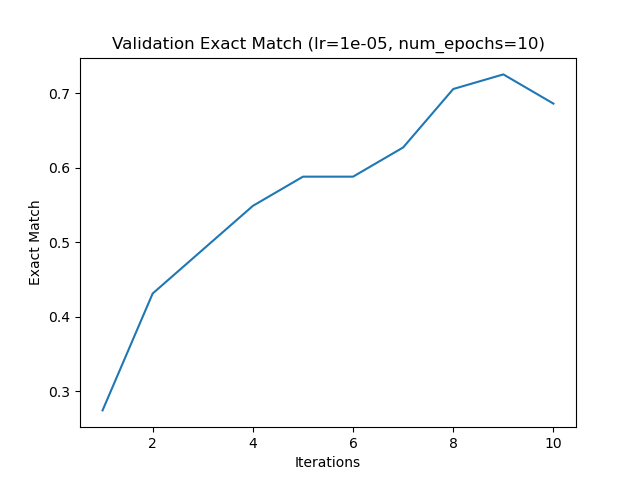 Validation Exact Match (lr=1e-05, num_epochs=10)
0.7
0.6
0.5
0.4
0.3
Exact Match
2 4 6 8 10
Iterations